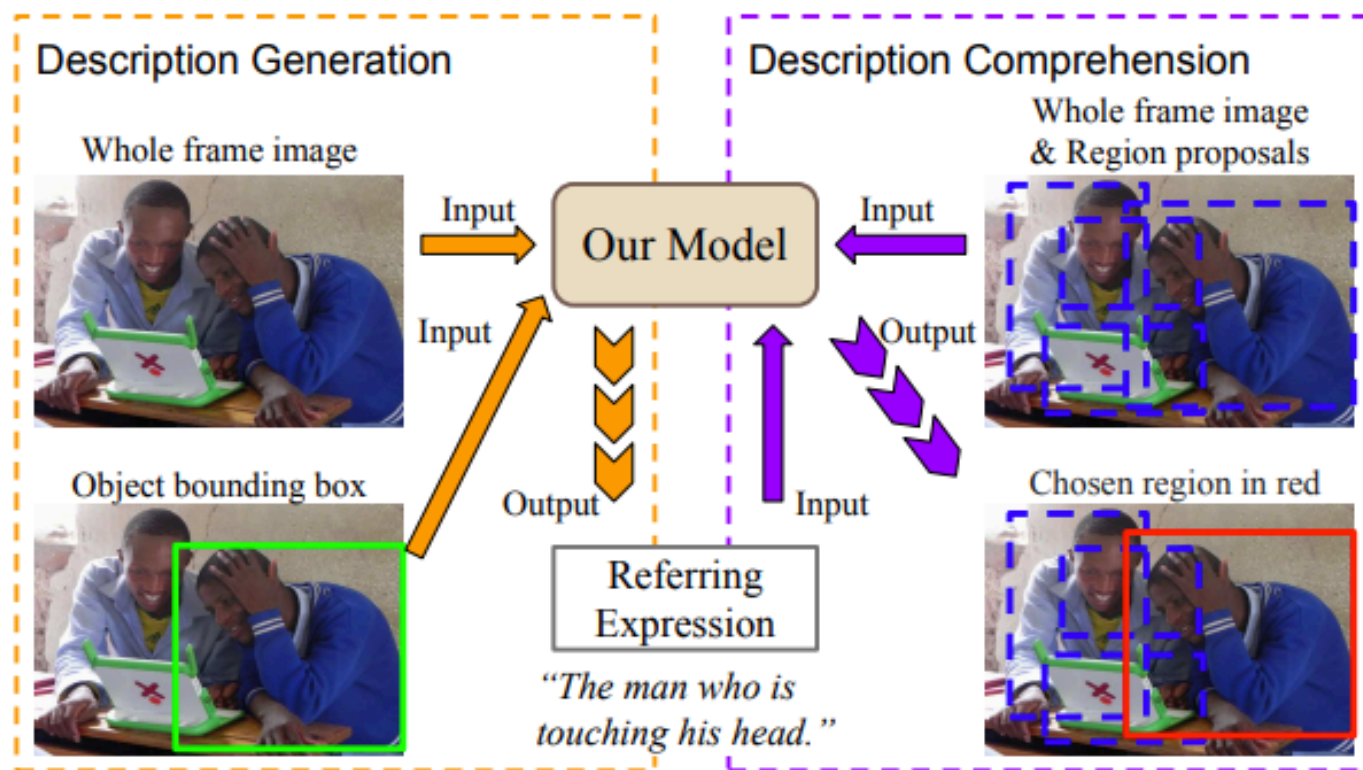 Description Generation
Description Comprehension
Whole frame image
Whole frame image
& Region proposals
Input
Our Model
Input
Input
Output
Object bounding box
Output
Input
Chosen region in red
Referring
Expression
“The man who is
touching his head.”